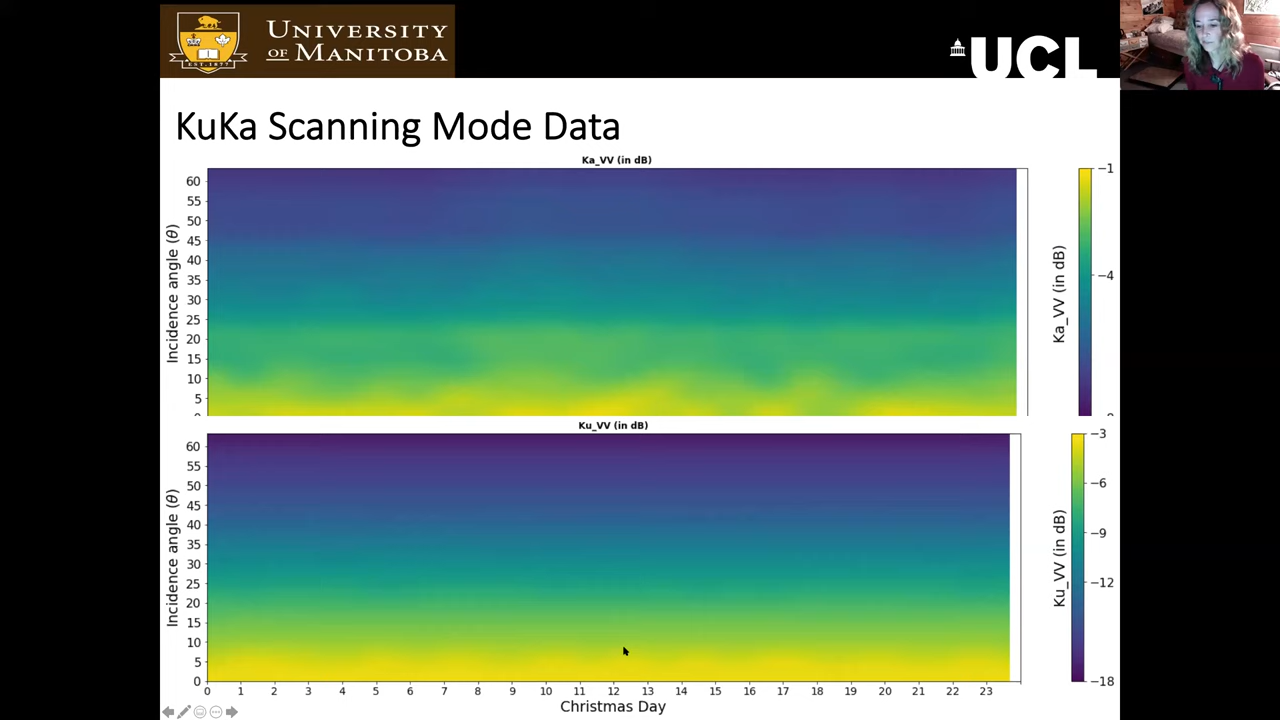 UNIVERSITY
OF MANITOBA
EST. 1877
UCL
KuKa Scanning Mode Data
Ka_VV (in dB)
60
55
50
45
40
35
30
25
20
15
10
5
Incidence angle (θ)
−1
−4
Ka_VV (in dB)
Ku_VV (in dB)
60
55
50
45
40
35
30
25
20
15
10
5
0
Incidence angle (θ)
−3
−6
−9
−12
−18
Ku_VV (in dB)
0 1 2 3 4 5 6 7 8 9 10 11 12 13 14 15 16 17 18 19 20 21 22 23
Christmas Day